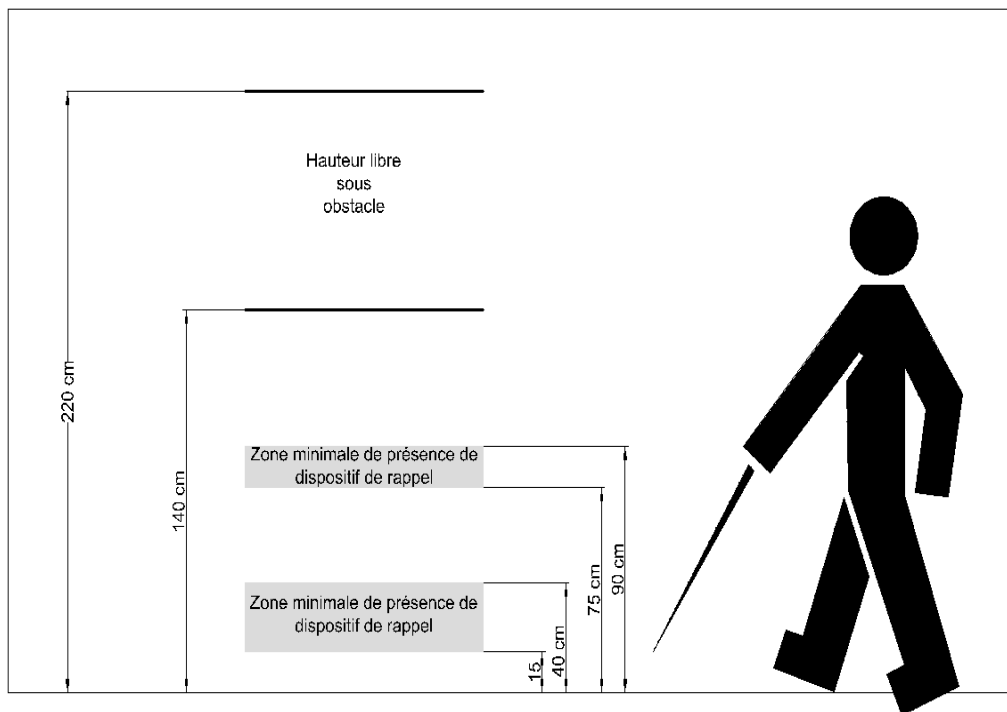 Hauteur libre
sous
obstacle
220 cm
140 cm
Zone minimale de présence de
dispositif de rappel
90 cm
75 cm
Zone minimale de présence de
dispositif de rappel
40 cm
15